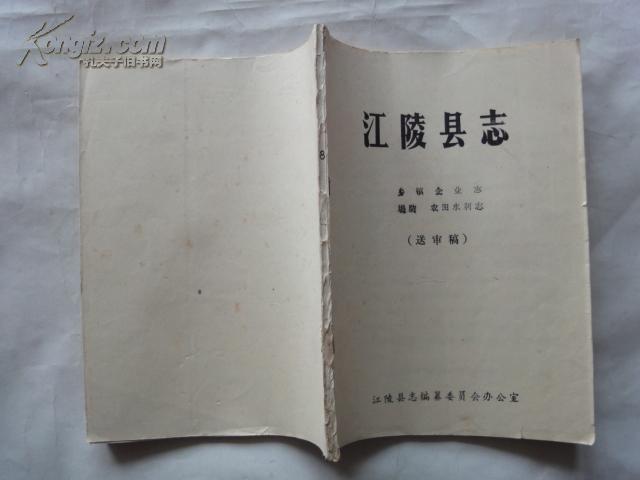 Kongfz.com
孔夫子旧书网
8
江陵县志
乡镇企业志
堤防 农田水利志
(送审稿)
江陵县志编纂委员会办公室